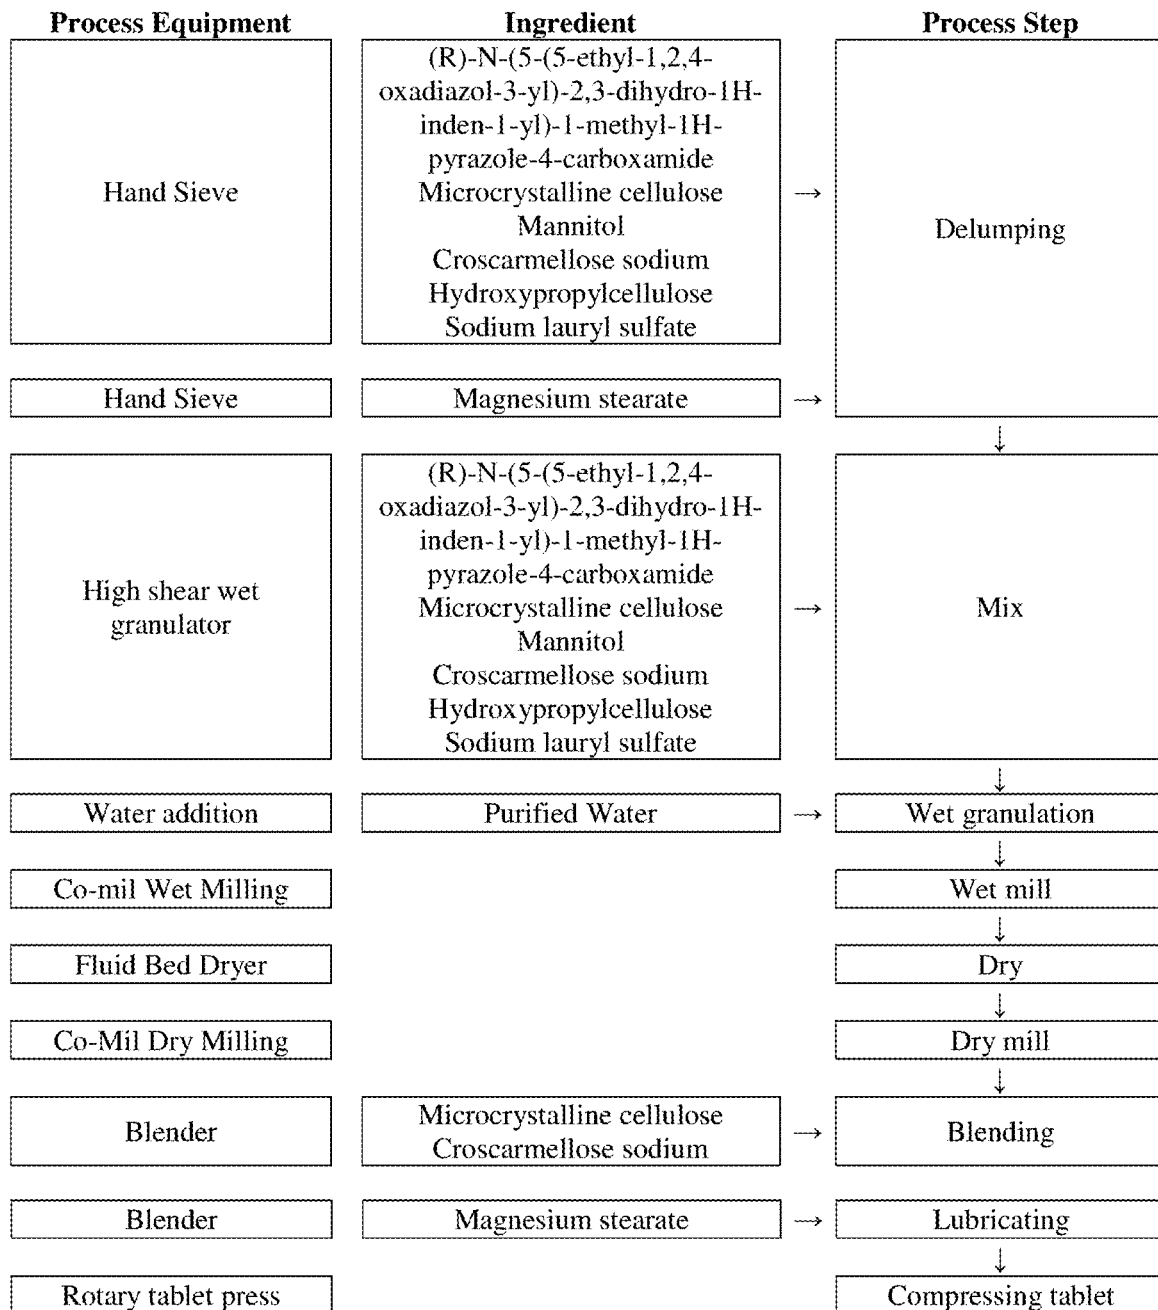 Process Equipment
Ingredient
Process Step
Hand Sieve
(R)-N-(5-(5-ethyl-1,2,4-
oxadiazol-3-yl)-2,3-dihydro-1H-
inden-1-yl)-1-methyl-1H-
pyrazole-4-carboxamide
Microcrystalline cellulose
Mannitol
Croscarmellose sodium
Hydroxypropylcellulose
Sodium lauryl sulfate
→
Delumping
Hand Sieve
Magnesium stearate
→
↓
High shear wet
granulator
(R)-N-(5-(5-ethyl-1,2,4-
oxadiazol-3-yl)-2,3-dihydro-1H-
inden-1-yl)-1-methyl-1H-
pyrazole-4-carboxamide
Microcrystalline cellulose
Mannitol
Croscarmellose sodium
Hydroxypropylcellulose
Sodium lauryl sulfate
→
Mix
↓
Water addition
Purified Water
→
Wet granulation
↓
Co-mil Wet Milling
Wet mill
↓
Fluid Bed Dryer
Dry
↓
Co-Mil Dry Milling
Dry mill
↓
Blender
Microcrystalline cellulose
Croscarmellose sodium
→
Blending
Blender
Magnesium stearate
→
Lubricating
↓
Rotary tablet press
Compressing tablet